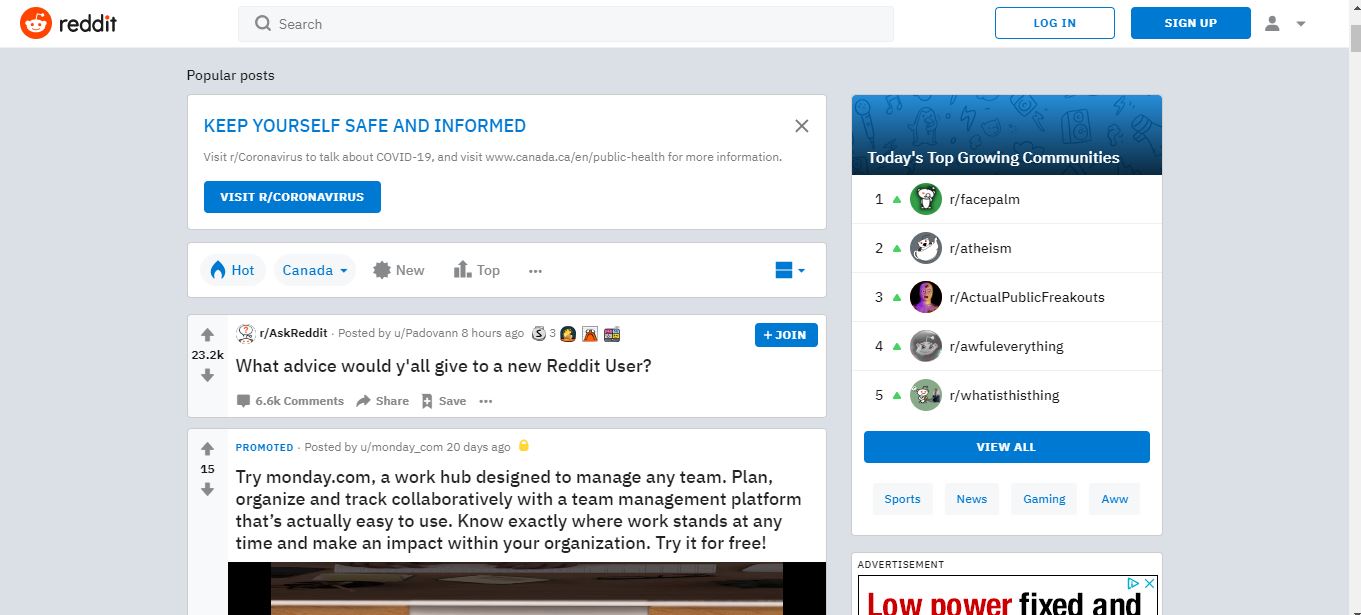 reddit
Search
LOG IN
SIGN UP
Popular posts
KEEP YOURSELF SAFE AND INFORMED
Visit r/Coronavirus to talk about COVID-19, and visit www.canada.ca/en/public-health for more information.
VISIT R/CORONAVIRUS
Hot
Canada
New
Top
r/AskReddit · Posted by u/Padovann 8 hours ago
S 3
+ JOIN
23.2k
What advice would y'all give to a new Reddit User?
6.6k Comments
Share
Save
PROMOTED · Posted by u/monday_com 20 days ago
15
Try monday.com, a work hub designed to manage any team. Plan,
organize and track collaboratively with a team management platform
that’s actually easy to use. Know exactly where work stands at any
time and make an impact within your organization. Try it for free!
Today's Top Growing Communities
1 r/facepalm
2 r/atheism
3 r/ActualPublicFreakouts
4 r/awfuleverything
5 r/whatisthisthing
VIEW ALL
Sports
News
Gaming
Aww
ADVERTISEMENT
Low power fixed and